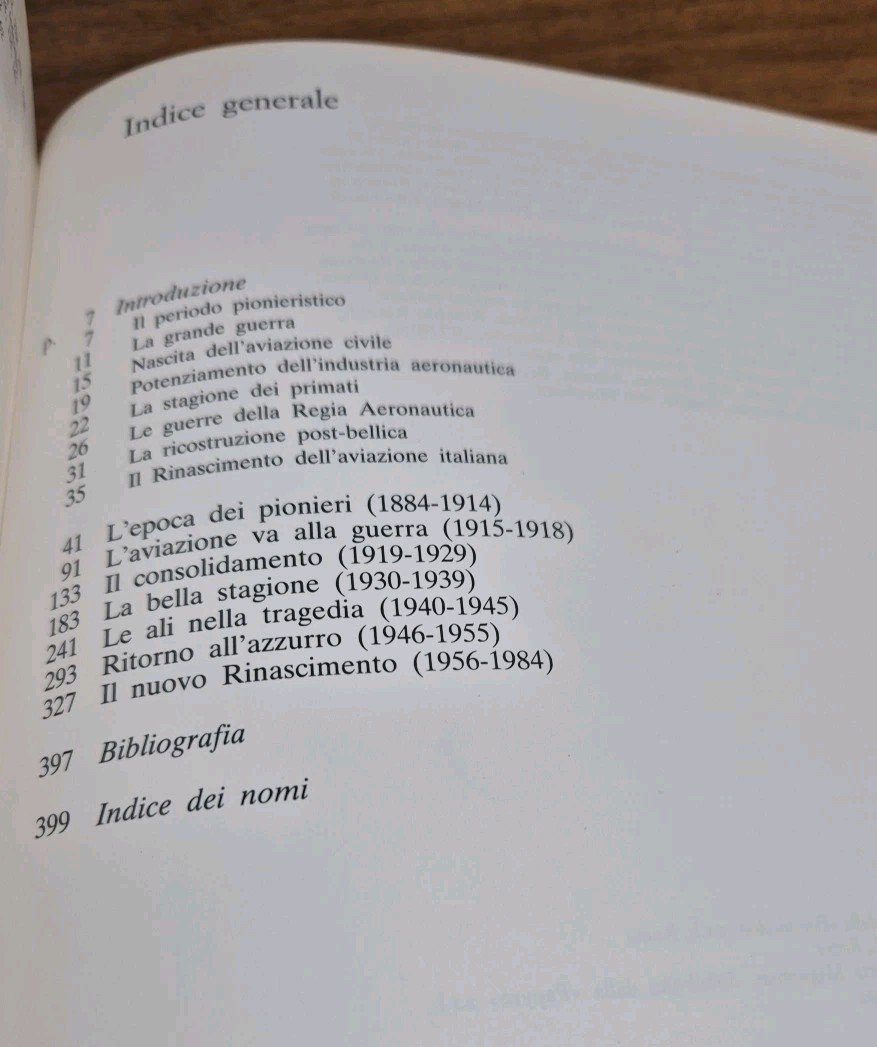 Indice generale
p. 7 Introduzione
7 Il periodo pionieristico
11 La grande guerra
15 Nascita dell'aviazione civile
19 Potenziamento dell'industria aeronautica
22 La stagione dei primati
26 Le guerre della Regia Aeronautica
31 La ricostruzione post-bellica
35 Il Rinascimento dell'aviazione italiana
41 L'epoca dei pionieri (1884-1914)
91 L'aviazione va alla guerra (1915-1918)
133 Il consolidamento (1919-1929)
183 La bella stagione (1930-1939)
241 Le ali nella tragedia (1940-1945)
293 Ritorno all'azzurro (1946-1955)
327 Il nuovo Rinascimento (1956-1984)
397 Bibliografia
399 Indice dei nomi